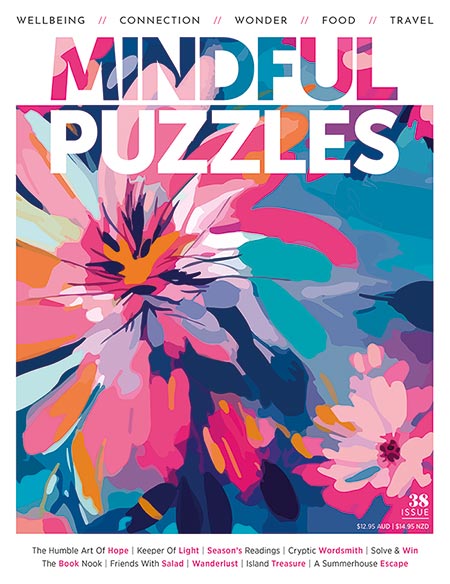 WELLBEING // CONNECTION // WONDER // FOOD // TRAVEL
MINDFUL
PUZZLES
38
ISSUE
$12.95 AUD | $14.95 NZD
The Humble Art Of Hope | Keeper Of Light | Season's Readings | Cryptic Wordsmith | Solve & Win
The Book Nook | Friends With Salad | Wanderlust | Island Treasure | A Summerhouse Escape